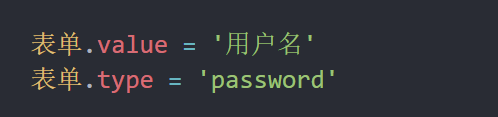 表单.value = '用户名'
表单.type = 'password'